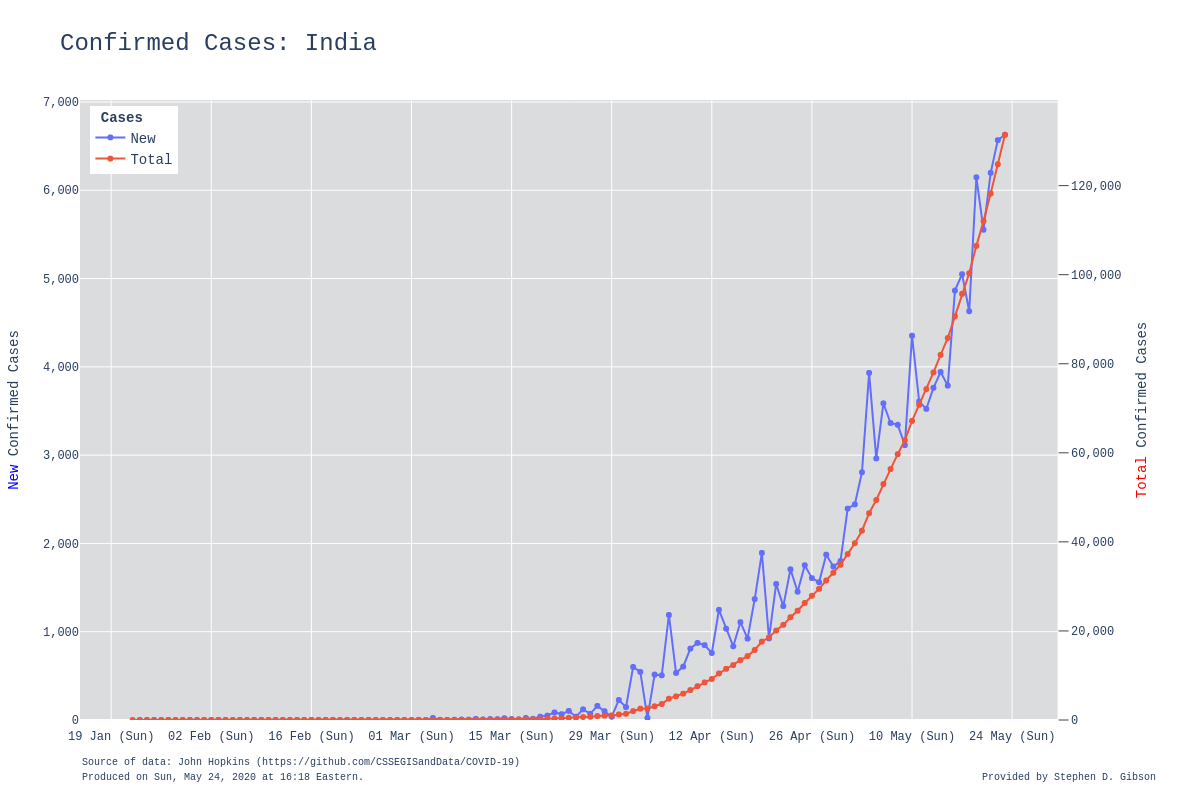 Confirmed Cases: India
Cases
New
Total
7,000
6,000
5,000
4,000
3,000
2,000
1,000
0
New Confirmed Cases
120,000
100,000
80,000
60,000
40,000
20,000
0
Total Confirmed Cases
19 Jan (Sun) 02 Feb (Sun) 16 Feb (Sun) 01 Mar (Sun) 15 Mar (Sun) 29 Mar (Sun) 12 Apr (Sun) 26 Apr (Sun) 10 May (Sun) 24 May (Sun)
Source of data: John Hopkins (https://github.com/CSSEGISandData/COVID-19)
Produced on Sun, May 24, 2020 at 16:18 Eastern.
Provided by Stephen D. Gibson